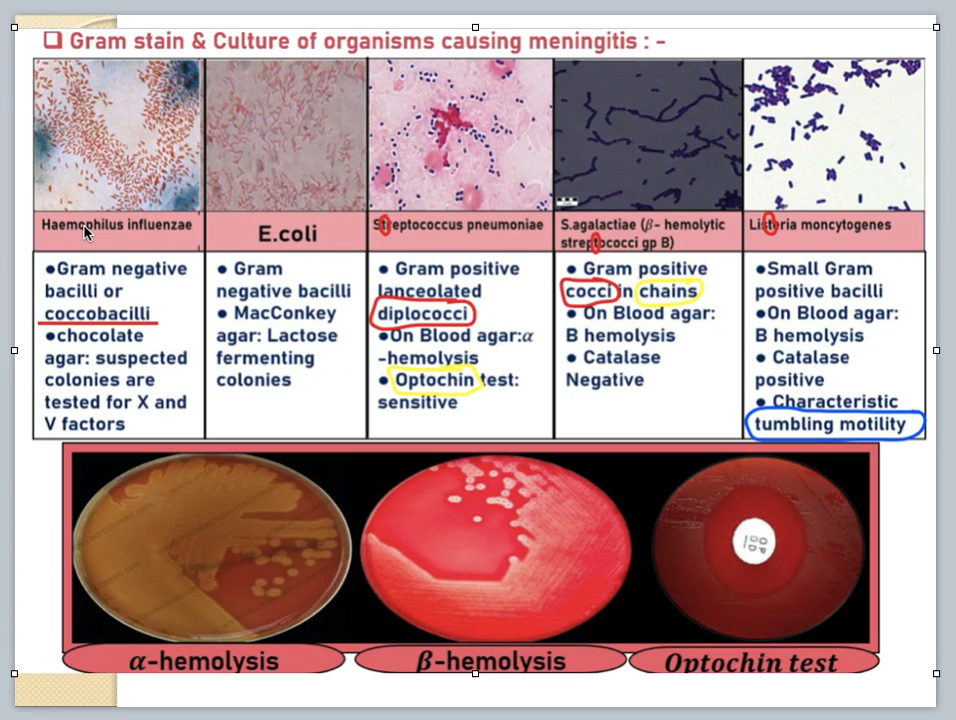 ❑ Gram stain & Culture of organisms causing meningitis : -
Haemophilus influenzae
E.coli
Streptococcus pneumoniae
S.agalactiae (β- hemolytic
streptococci gp B)
Listeria moncytogenes
●Gram negative
bacilli or
coccobacilli
●chocolate
agar: suspected
colonies are
tested for X and
V factors
● Gram
negative bacilli
● MacConkey
agar: Lactose
fermenting
colonies
● Gram positive
lanceolated
diplococci
●On Blood agar:α
-hemolysis
● Optochin test:
sensitive
● Gram positive
cocci in chains
● On Blood agar:
B hemolysis
● Catalase
Negative
●Small Gram
positive bacilli
●On Blood agar:
B hemolysis
● Catalase
positive
● Characteristic
tumbling motility
α-hemolysis
β-hemolysis
Optochin test